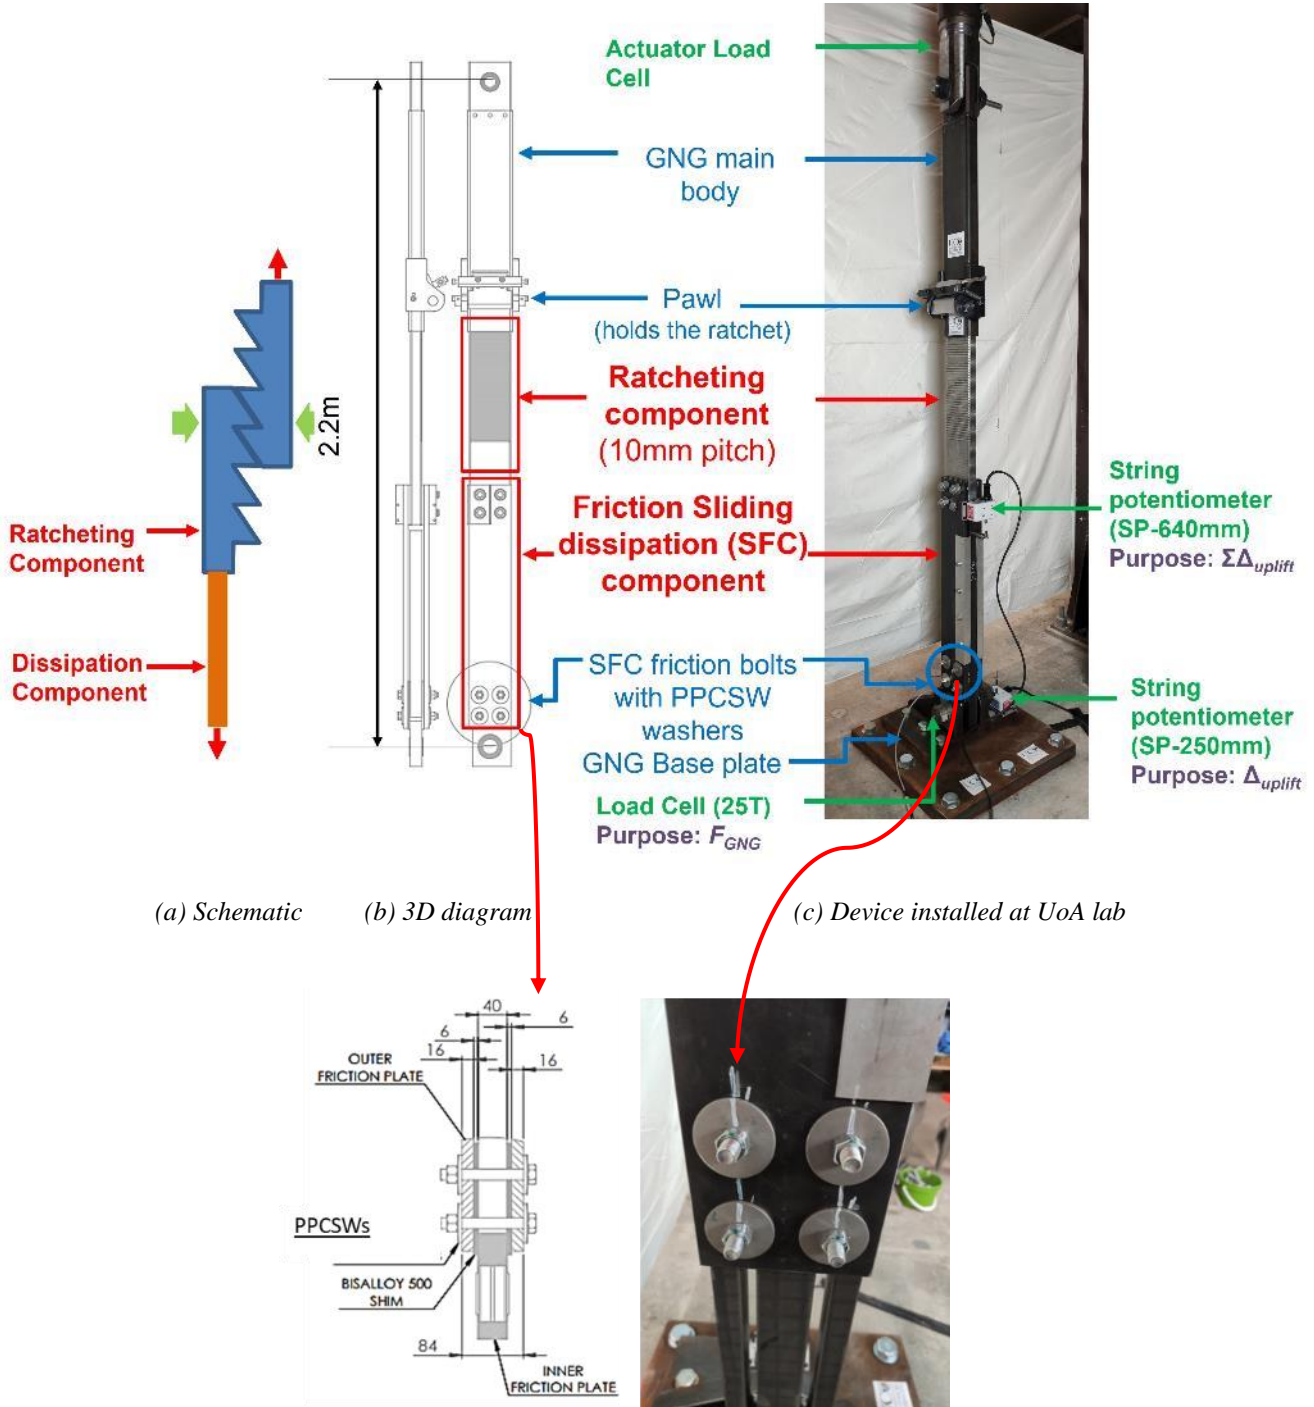 Actuator Load
Cell
GNG main
body
Pawl
(holds the ratchet)
Ratcheting
component
(10mm pitch)
2.2m
Ratcheting
Component
Dissipation
Component
Friction Sliding
dissipation (SFC)
component
String
potentiometer
(SP-640mm)
Purpose: ΣΔuplift
SFC friction bolts
with PPCSW
washers
GNG Base plate
Load Cell (25T)
Purpose: FGNG
String
potentiometer
(SP-250mm)
Purpose: Δuplift
(a) Schematic
(b) 3D diagram
(c) Device installed at UoA lab
40
6
6
16
16
OUTER
FRICTION PLATE
PPCSWs
BISALLOY 500
SHIM
84
INNER
FRICTION PLATE